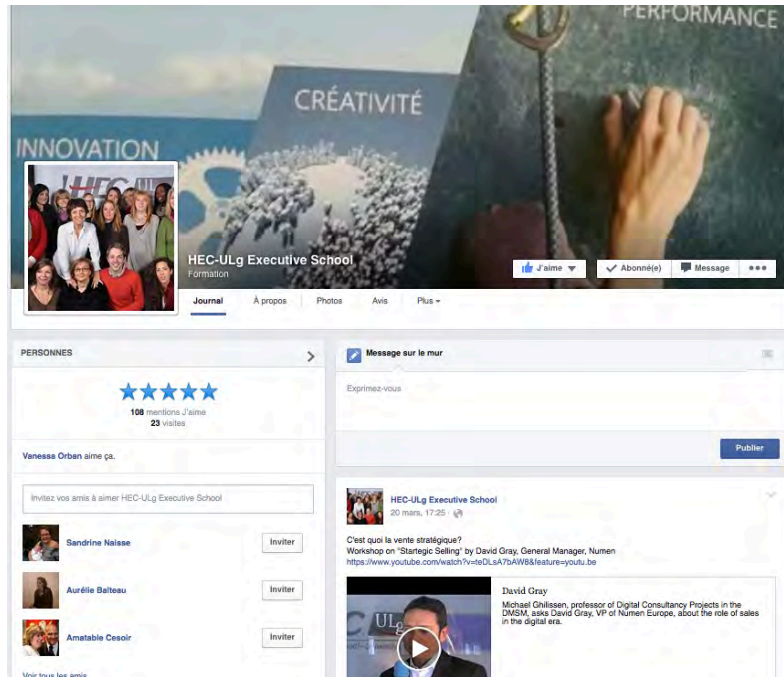 PERFORMANCE
CRÉATIVITÉ
INNOVATION
HEC-ULg Executive School
Formation
J'aime
Abonné(e)
Message
Journal
À propos
Photos
Avis
Plus
PERSONNES
108 mentions J'aime
23 visites
Vanessa Orban aime ça.
Invitez vos amis à aimer HEC-ULg Executive School
Sandrine Naisse
Inviter
Aurélie Balteau
Inviter
Amatable Cesoir
Inviter
Voir tous les amis
Message sur le mur
Exprimez-vous
Publier
HEC-ULg Executive School
20 mars, 17:25
C'est quoi la vente stratégique?
Workshop on "Startegic Selling" by David Gray, General Manager, Numen
https://www.youtube.com/watch?v=teDLsA7bAW8&feature=youtu.be
David Gray
Michael Ghilissen, professor of Digital Consultancy Projects in the
DMSM, asks David Gray, VP of Numen Europe, about the role of sales
in the digital era.